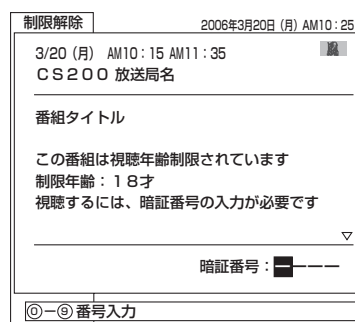 制限解除
2006年3月20日 (月) AM10:25
3/20 (月) AM10:15 AM11:35
CS200 放送局名
番組タイトル
この番組は視聴年齢制限されています
制限年齢：18才
視聴するには、暗証番号の入力が必要です
暗証番号：----
⓪－⑨ 番号入力